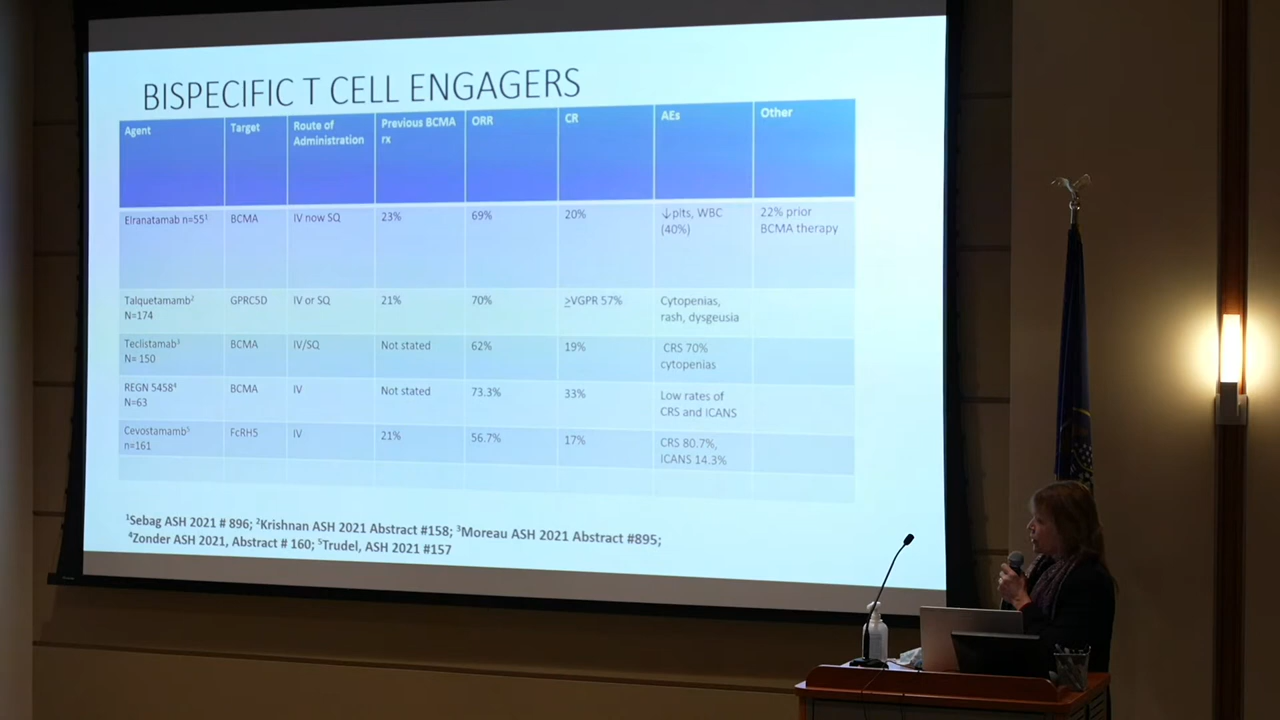 BISPECIFIC T CELL ENGAGERS
Agent
Target
Route of
Administration
Previous BCMA
rx
ORR
CR
AEs
Other
Elranatamab n=55¹
BCMA
IV now SQ
23%
69%
20%
↓plts, WBC
(40%)
22% prior
BCMA therapy
Talquetamamb²
N=174
GPRC5D
IV or SQ
21%
70%
≥VGPR 57%
Cytopenias,
rash, dysgeusia
Teclistamab³
N= 150
BCMA
IV/SQ
Not stated
62%
19%
CRS 70%
cytopenias
REGN 5458⁴
N=63
BCMA
IV
Not stated
73.3%
33%
Low rates of
CRS and ICANS
Cevostamamb⁵
n=161
FcRH5
IV
21%
56.7%
17%
CRS 80.7%,
ICANS 14.3%
¹Sebag ASH 2021 # 896; ²Krishnan ASH 2021 Abstract #158; ³Moreau ASH 2021 Abstract #895;
⁴Zonder ASH 2021, Abstract # 160; ⁵Trudel, ASH 2021 #157